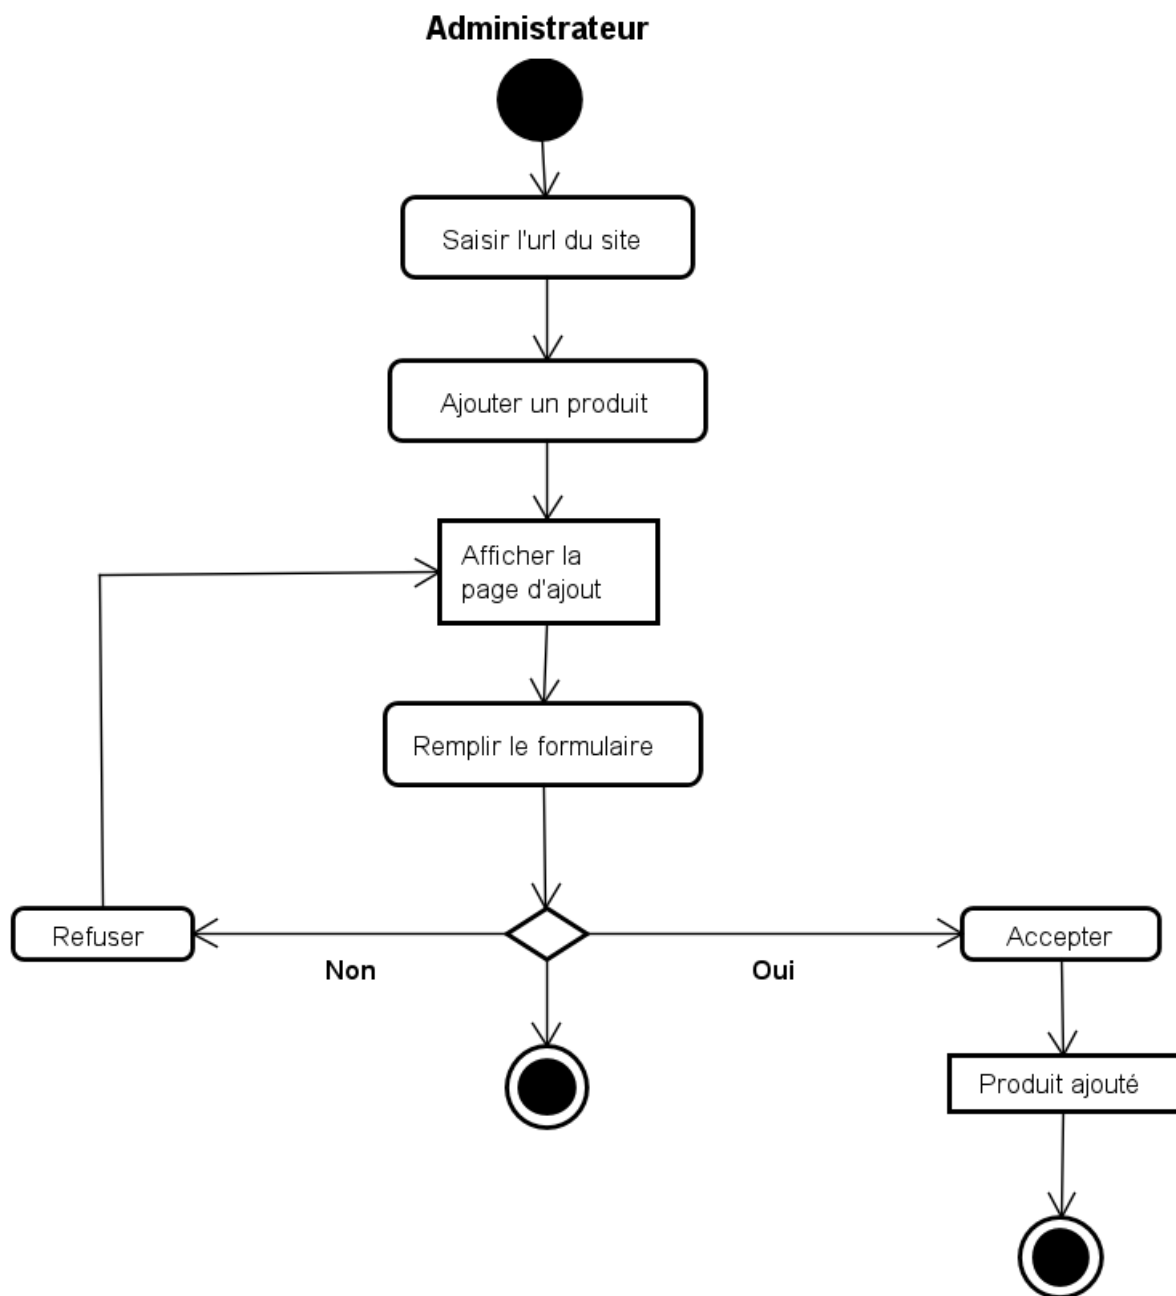 Administrateur
Saisir l'url du site
Ajouter un produit
Afficher la
page d'ajout
Remplir le formulaire
Refuser
Accepter
Non
Oui
Produit ajouté